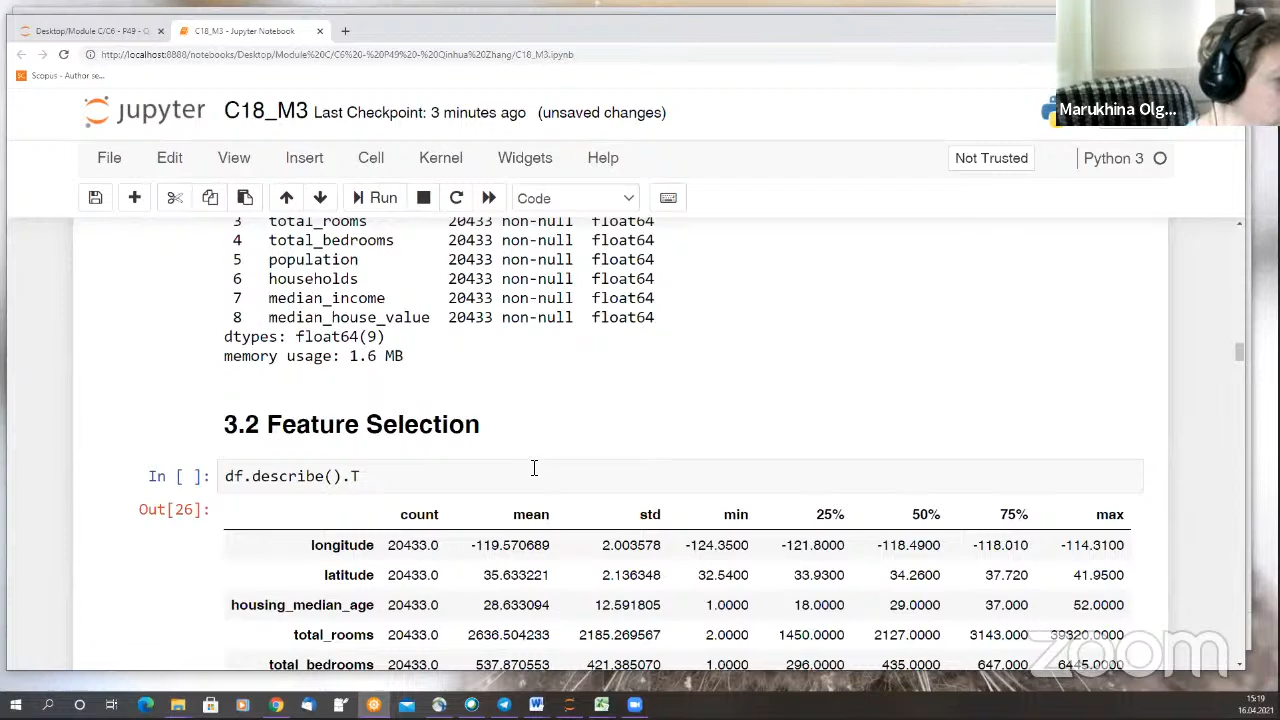 Desktop/Module C/C6 - P49 - Q
C18_M3 - Jupyter Notebook
http://localhost:8888/notebooks/Desktop/Module%20C/C6%20-%20P49%20-%20Qinhua%20Zhang/C18_M3.ipynb
Scopus - Author se...
Marukhina Olg...
jupyter C18_M3 Last Checkpoint: 3 minutes ago (unsaved changes)
File Edit View Insert Cell Kernel Widgets Help Not Trusted Python 3
Run Code
3 total_rooms 20433 non-null float64
4 total_bedrooms 20433 non-null float64
5 population 20433 non-null float64
6 households 20433 non-null float64
7 median_income 20433 non-null float64
8 median_house_value 20433 non-null float64
dtypes: float64(9)
memory usage: 1.6 MB
3.2 Feature Selection
In [ ]: df.describe().T
Out[26]:
count mean std min 25% 50% 75% max
longitude 20433.0 -119.570689 2.003578 -124.3500 -121.8000 -118.4900 -118.010 -114.3100
latitude 20433.0 35.633221 2.136348 32.5400 33.9300 34.2600 37.720 41.9500
housing_median_age 20433.0 28.633094 12.591805 1.0000 18.0000 29.0000 37.000 52.0000
total_rooms 20433.0 2636.504233 2185.269567 2.0000 1450.0000 2127.0000 3143.000 39320.0000
total_bedrooms 20433.0 537.870553 421.385070 1.0000 296.0000 435.0000 647.000 6445.0000
zoom
15:19
16.04.2021